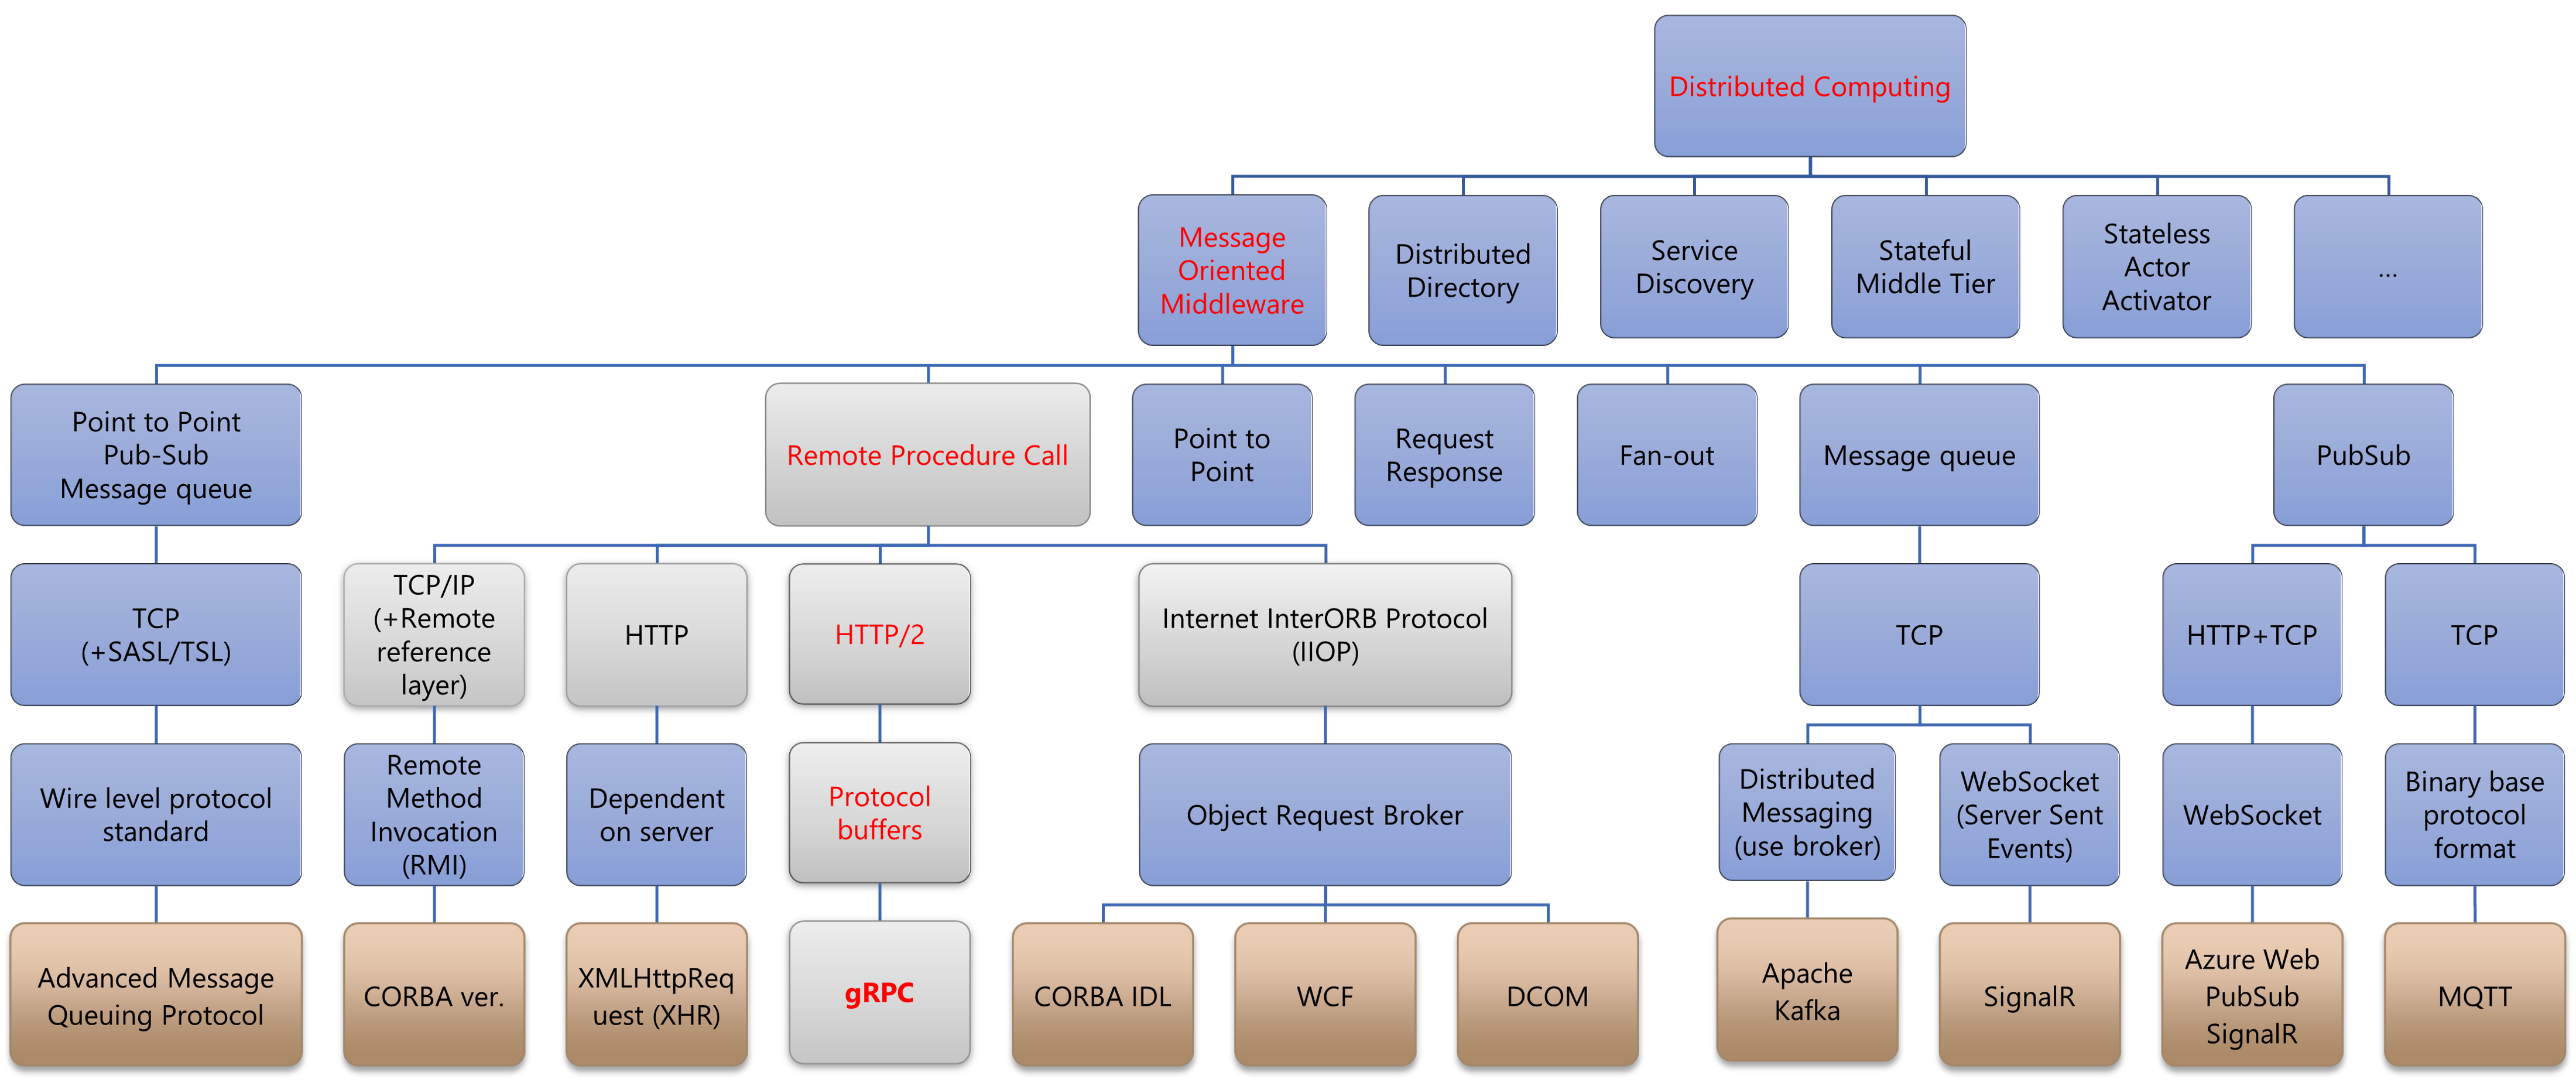 Distributed Computing
Message
Oriented
Middleware
Distributed
Directory
Service
Discovery
Stateful
Middle Tier
Stateless
Actor
Activator
...
Point to Point
Pub-Sub
Message queue
Remote Procedure Call
Point to
Point
Request
Response
Fan-out
Message queue
PubSub
TCP
(+SASL/TSL)
TCP/IP
(+Remote
reference
layer)
HTTP
HTTP/2
Internet InterORB Protocol
(IIOP)
TCP
HTTP+TCP
TCP
Wire level protocol
standard
Remote
Method
Invocation
(RMI)
Dependent
on server
Protocol
buffers
Object Request Broker
Distributed
Messaging
(use broker)
WebSocket
(Server Sent
Events)
WebSocket
Binary base
protocol
format
Advanced Message
Queuing Protocol
CORBA ver.
XMLHttpReq
uest (XHR)
gRPC
CORBA IDL
WCF
DCOM
Apache
Kafka
SignalR
Azure Web
PubSub
SignalR
MQTT